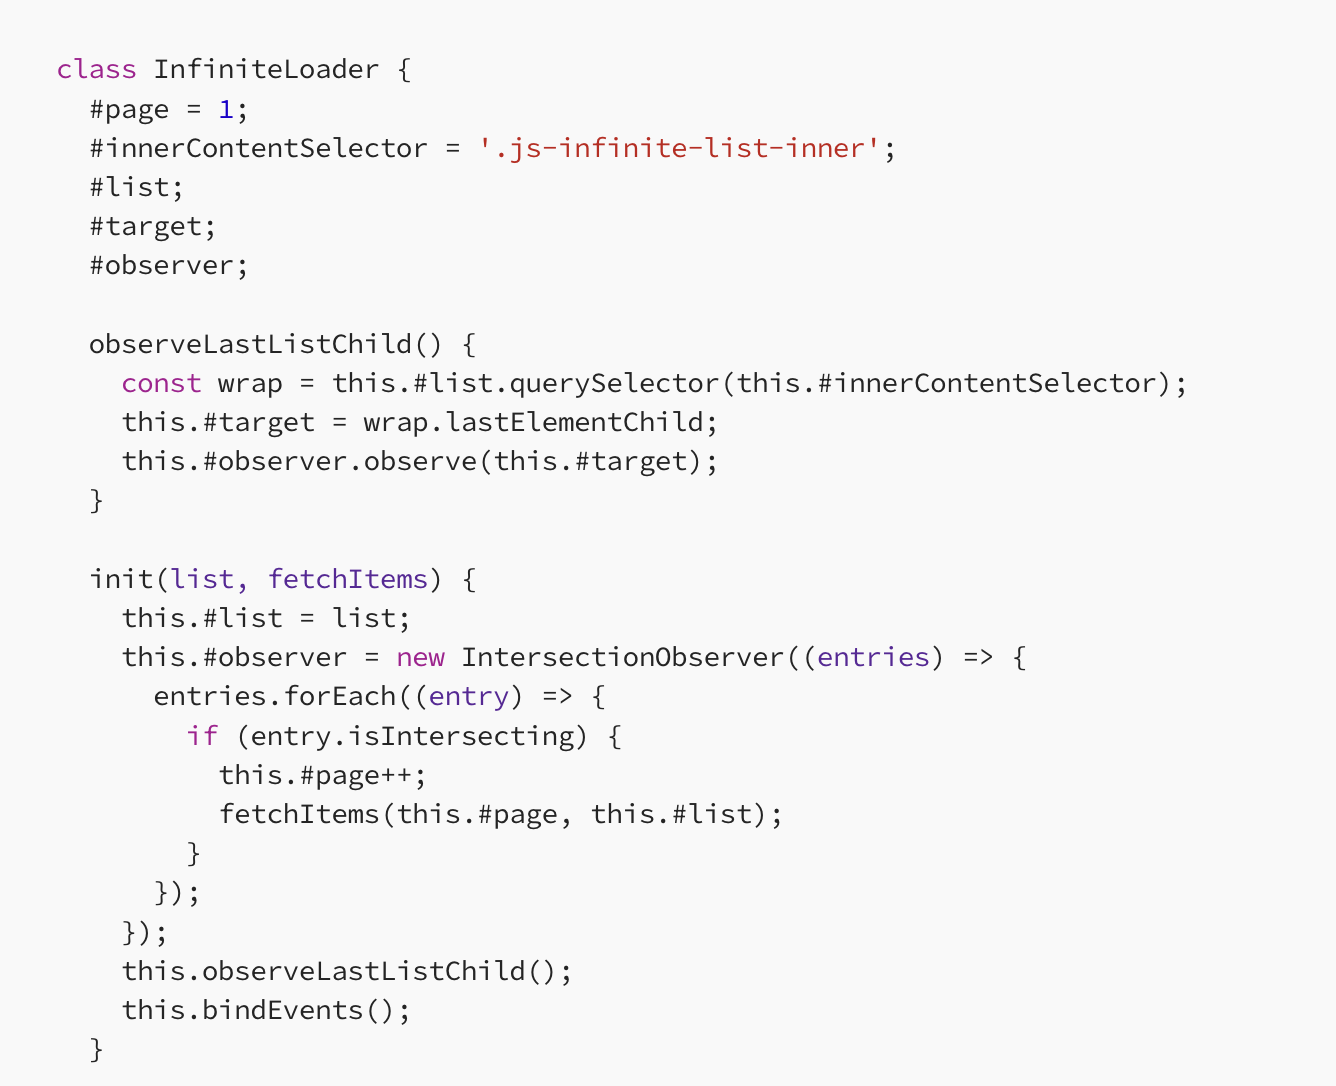 class InfiniteLoader {
  #page = 1;
  #innerContentSelector = '.js-infinite-list-inner';
  #list;
  #target;
  #observer;

  observeLastListChild() {
    const wrap = this.#list.querySelector(this.#innerContentSelector);
    this.#target = wrap.lastElementChild;
    this.#observer.observe(this.#target);
  }

  init(list, fetchItems) {
    this.#list = list;
    this.#observer = new IntersectionObserver((entries) => {
      entries.forEach((entry) => {
        if (entry.isIntersecting) {
          this.#page++;
          fetchItems(this.#page, this.#list);
        }
      });
    });
    this.observeLastListChild();
    this.bindEvents();
  }